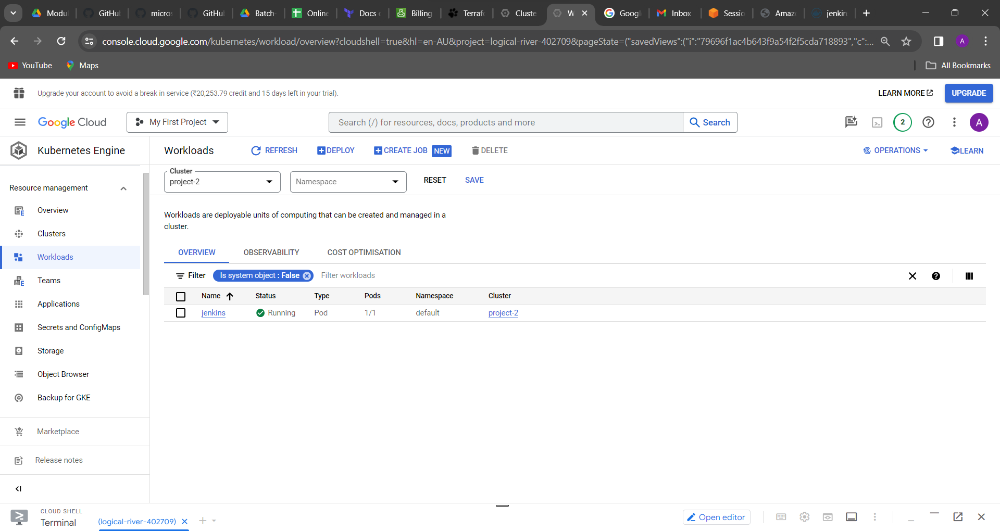 Modu
GitHu
micros
GitHu
Batch-
Online
Docs
Billing
Terraf
Cluste
W
Googl
Inbox
Sessio
Amaz
jenkin
console.cloud.google.com/kubernetes/workload/overview?cloudshell=true&hl=en-AU&project=logical-river-402709&pageState=("savedViews":("i":"79696f1ac4b643f9a54f2f5cda718893","c":...
A
YouTube
Maps
All Bookmarks
Upgrade your account to avoid a break in service (₹20,253.79 credit and 15 days left in your trial).
LEARN MORE
UPGRADE
Google Cloud
My First Project
Search (/) for resources, docs, products and more
Search
2
A
Kubernetes Engine
Workloads
REFRESH
DEPLOY
CREATE JOB
NEW
DELETE
OPERATIONS
LEARN
Cluster
project-2
Namespace
RESET
SAVE
Resource management
Overview
Clusters
Workloads
Teams
Applications
Secrets and ConfigMaps
Storage
Object Browser
Backup for GKE
Marketplace
Release notes
Workloads are deployable units of computing that can be created and managed in a
cluster.
OVERVIEW
OBSERVABILITY
COST OPTIMISATION
Filter
Is system object : False
Filter workloads
Name
Status
Type
Pods
Namespace
Cluster
jenkins
Running
Pod
1/1
default
project-2
CLOUD SHELL
Terminal
(logical-river-402709)
Open editor